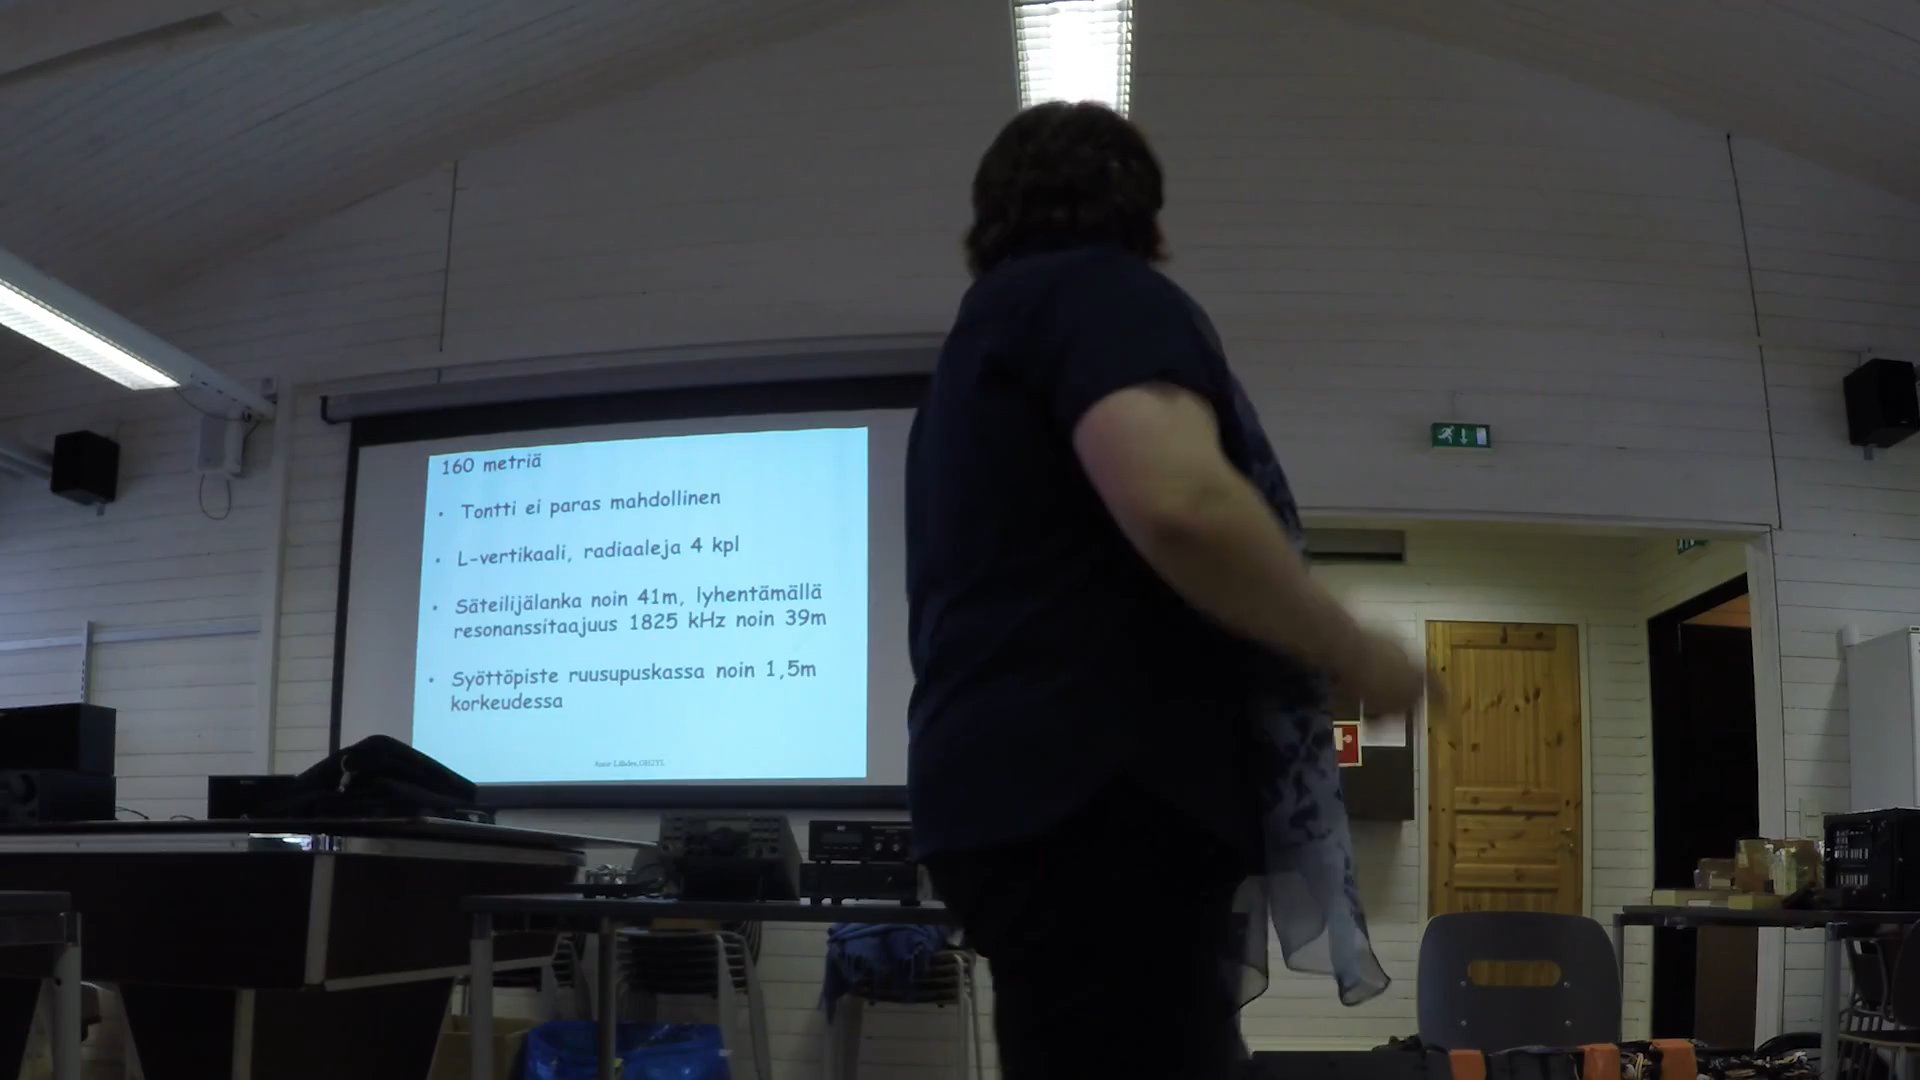 160 metriä
• Tontti ei paras mahdollinen
• L-vertikaali, radiaaleja 4 kpl
• Säteilijälanka noin 41m, lyhentämällä
resonanssitaajuus 1825 kHz noin 39m
• Syöttöpiste ruusupuskassa noin 1,5m
korkeudessa